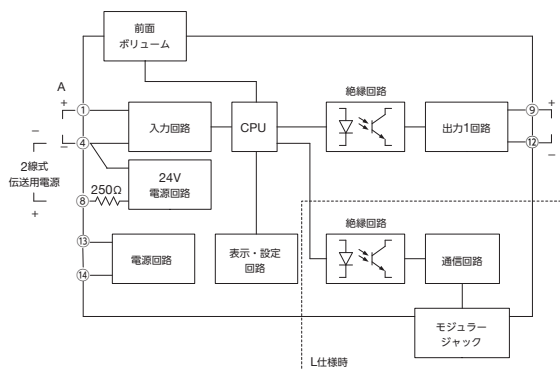 前面
ボリューム
A
+
①
−
④
−
2線式
伝送用電源
+
⑧
250Ω
入力回路
CPU
24V
電源回路
絶縁回路
出力1回路
⑨
+
⑫
−
⑬
⑭
電源回路
表示・設定
回路
絶縁回路
通信回路
モジュラー
ジャック
L仕様時